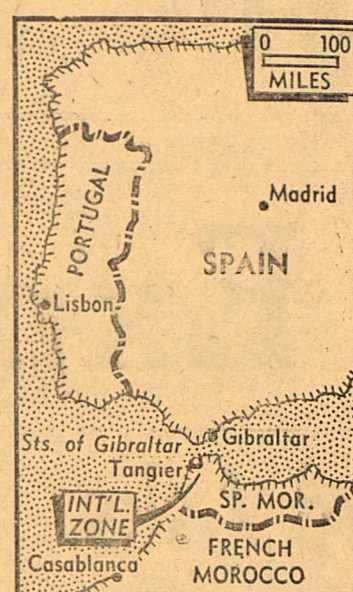 0 100
MILES
Madrid
PORTUGAL
SPAIN
Lisbon
Sts. of Gibraltar
Gibraltar
Tangier
INT'L.
ZONE
SP. MOR.
Casablanca
FRENCH
MOROCCO